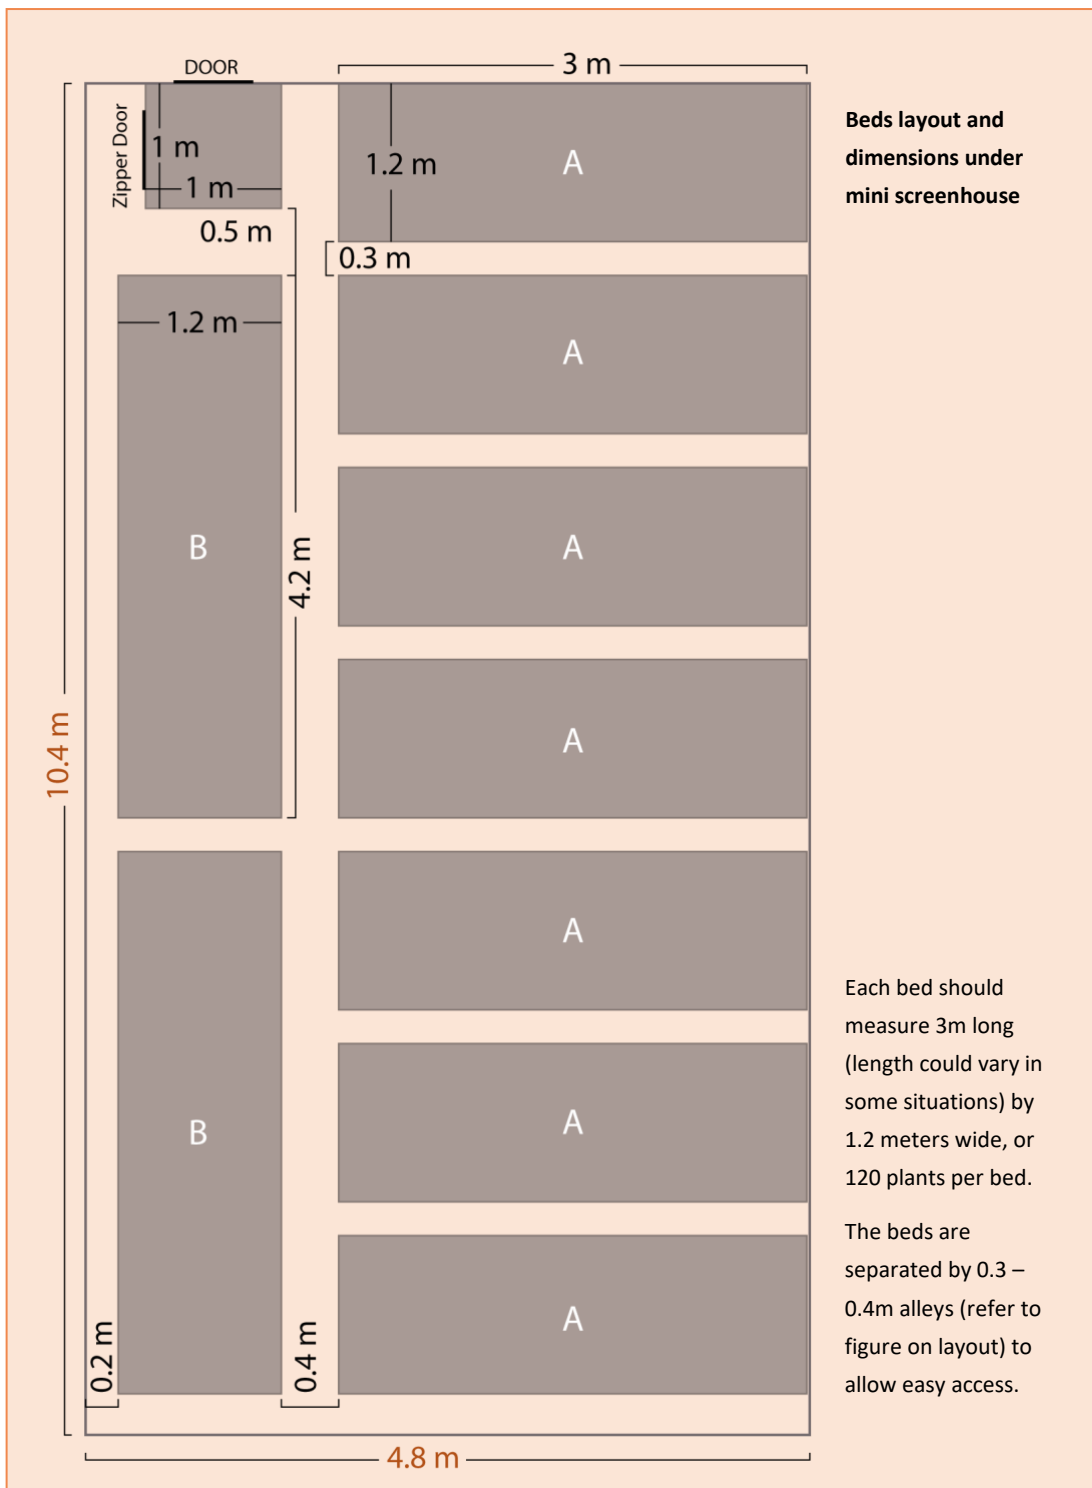 DOOR
3 m
Beds layout and
dimensions under
mini screenhouse
Zipper Door
1 m
1 m
1.2 m
A
0.5 m
0.3 m
1.2 m
A
B
4.2 m
A
10.4 m
A
A
Each bed should
measure 3m long
(length could vary in
some situations) by
1.2 meters wide, or
120 plants per bed.
B
A
The beds are
separated by 0.3 –
0.4m alleys (refer to
figure on layout) to
allow easy access.
A
0.2 m
0.4 m
4.8 m